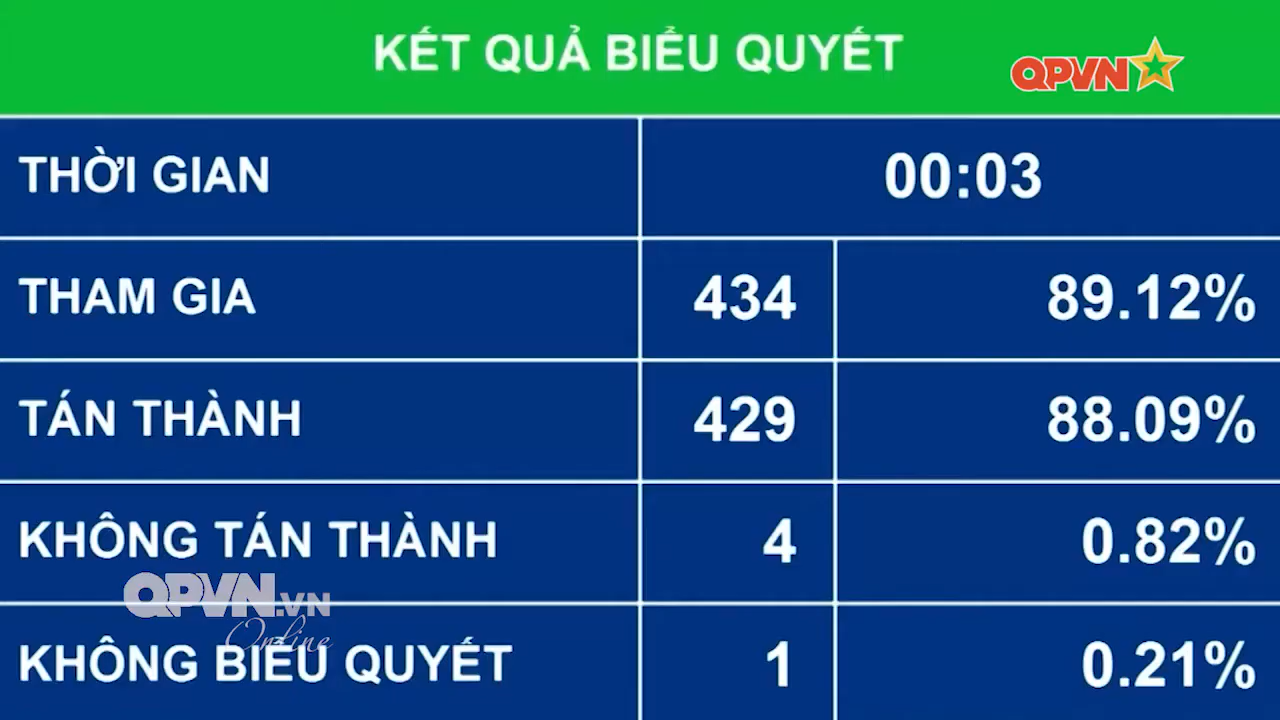 KẾT QUẢ BIỂU QUYẾT
QPVN
THỜI GIAN 00:03
THAM GIA 434 89.12%
TÁN THÀNH 429 88.09%
KHÔNG TÁN THÀNH 4 0.82%
QPVN.VN
Online
KHÔNG BIỂU QUYẾT 1 0.21%